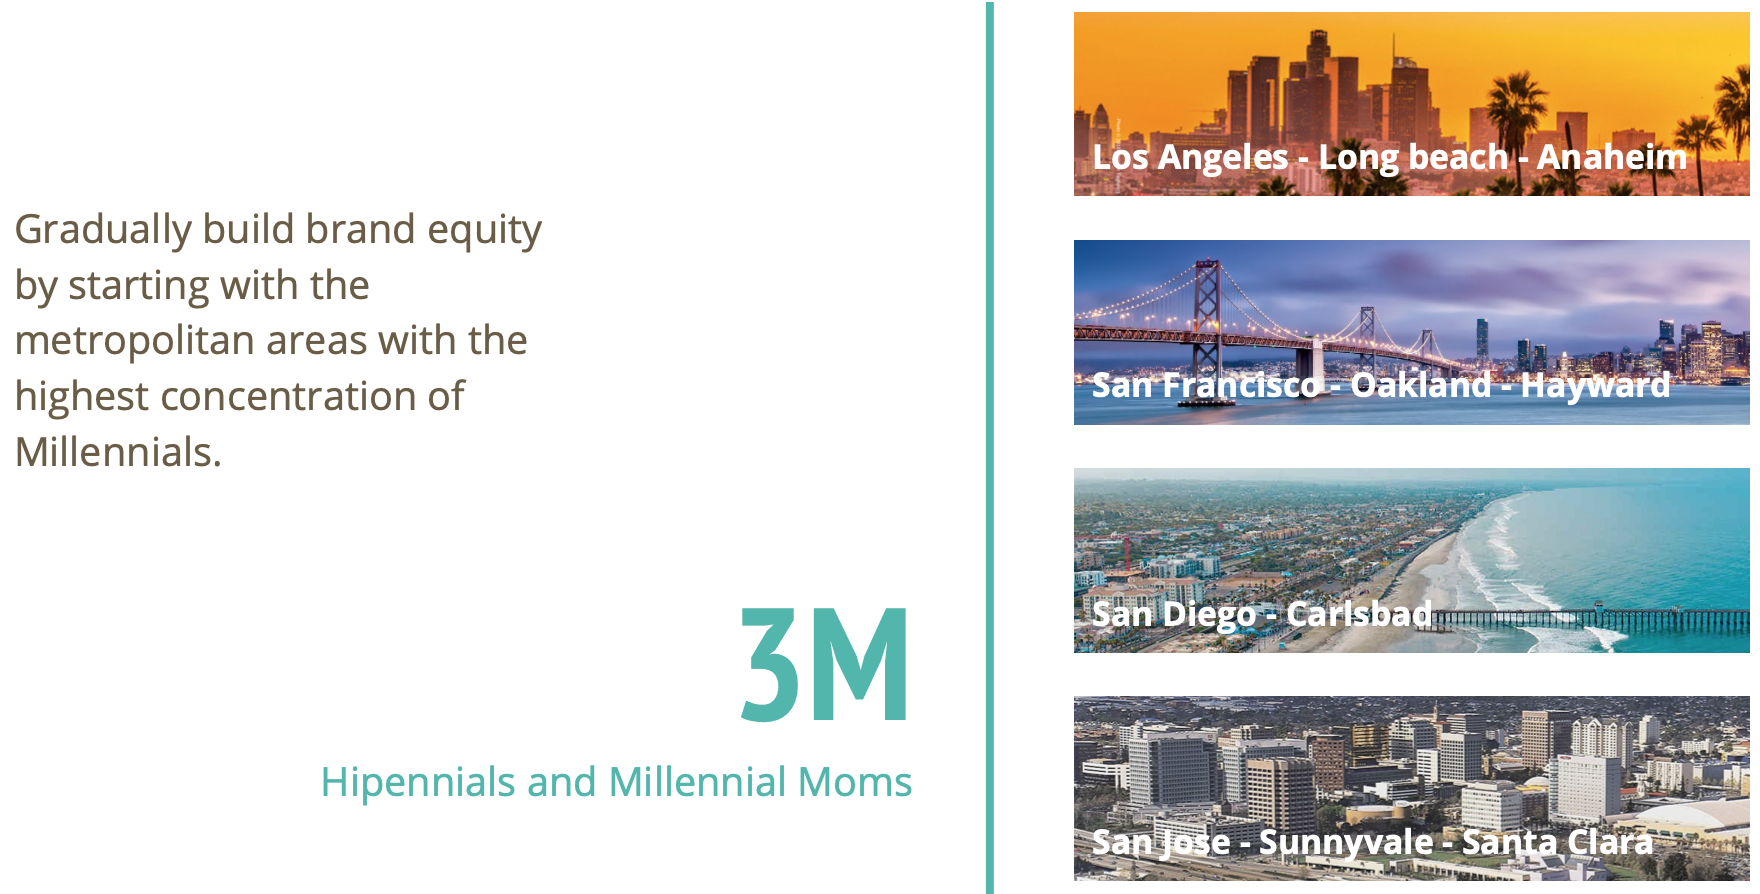 Gradually build brand equity
by starting with the
metropolitan areas with the
highest concentration of
Millennials.
3M
Hipennials and Millennial Moms
Los Angeles - Long beach - Anaheim
San Francisco - Oakland - Hayward
San Diego - Carlsbad
San Jose - Sunnyvale - Santa Clara